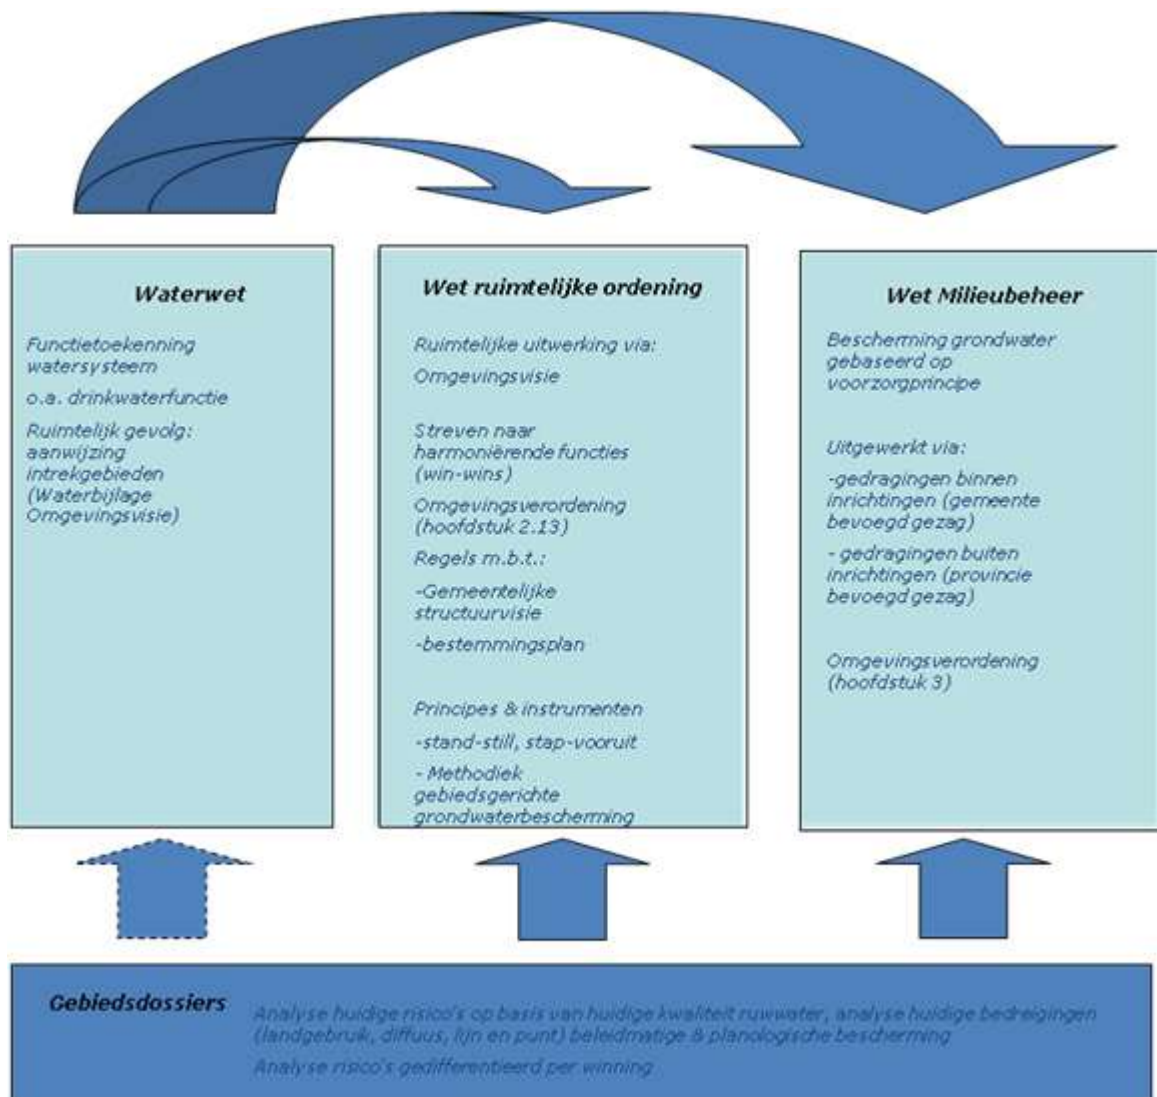 Waterwet
Functietoekenning
watersysteem
o.a. drinkwaterfunctie
Ruimtelijk gevolg:
aanwijzing
intrekgebieden
(Waterbijlage
Omgevingsvisie)
Wet ruimtelijke ordening
Ruimtelijke uitwerking via:
Omgevingsvisie
Streven naar
harmoniërende functies
(win-wins)
Omgevingsverordening
(hoofdstuk 2.13)
Regels m.b.t.:
-Gemeentelijke
structuurvisie
-bestemmingsplan
Principes & instrumenten
-stand-still, stap-vooruit
- Methodiek
gebiedsgerichte
grondwaterbescherming
Wet Milieubeheer
Bescherming grondwater
gebaseerd op
voorzorgprincipe
Uitgewerkt via:
-gedragingen binnen
inrichtingen (gemeente
bevoegd gezag)
- gedragingen buiten
inrichtingen (provincie
bevoegd gezag)
Omgevingsverordening
(hoofdstuk 3)
Gebiedsdossiers
Analyse huidige risico's op basis van huidige kwaliteit ruwwater, analyse huidige bedreigingen
(landgebruik, diffuus, lijn en punt) beleidmatige & planologische bescherming
Analyse risico's gedifferentieerd per winning